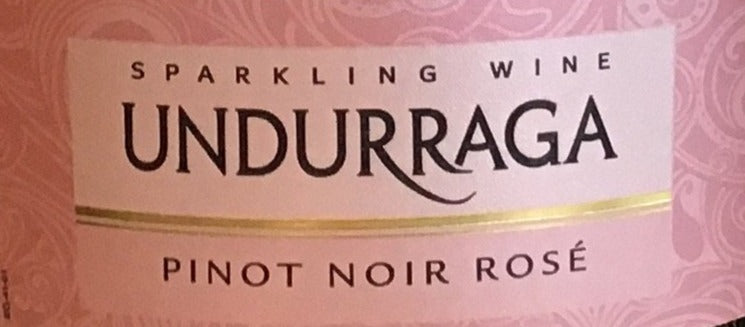 SPARKLING WINE
UNDURRAGA
PINOT NOIR ROSÉ